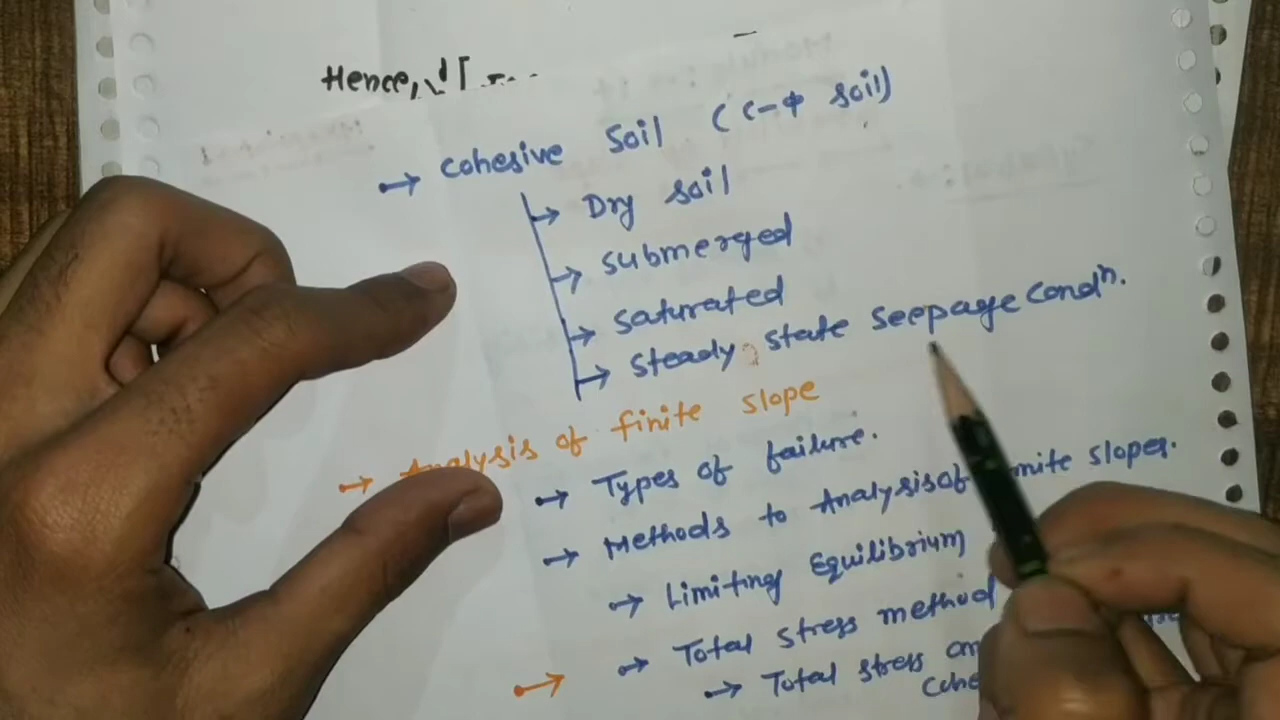 Hence,
→ Cohesive Soil (C-φ soil)
→ Dry soil
→ submerged
→ saturated
→ steady state seepage condⁿ.
→ Analysis of finite slope
→ Types of failure.
→ Methods to Analysis of finite slopes.
→ Limiting Equilibrium
→ Total stress method
→ Total stress